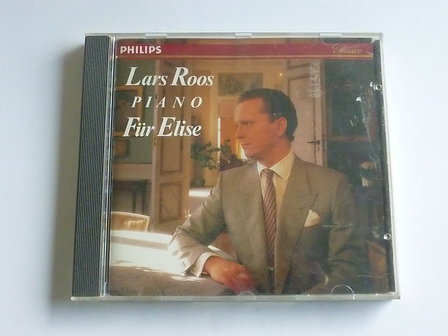 PHILIPS
Lars Roos
PIANO
Für Elise